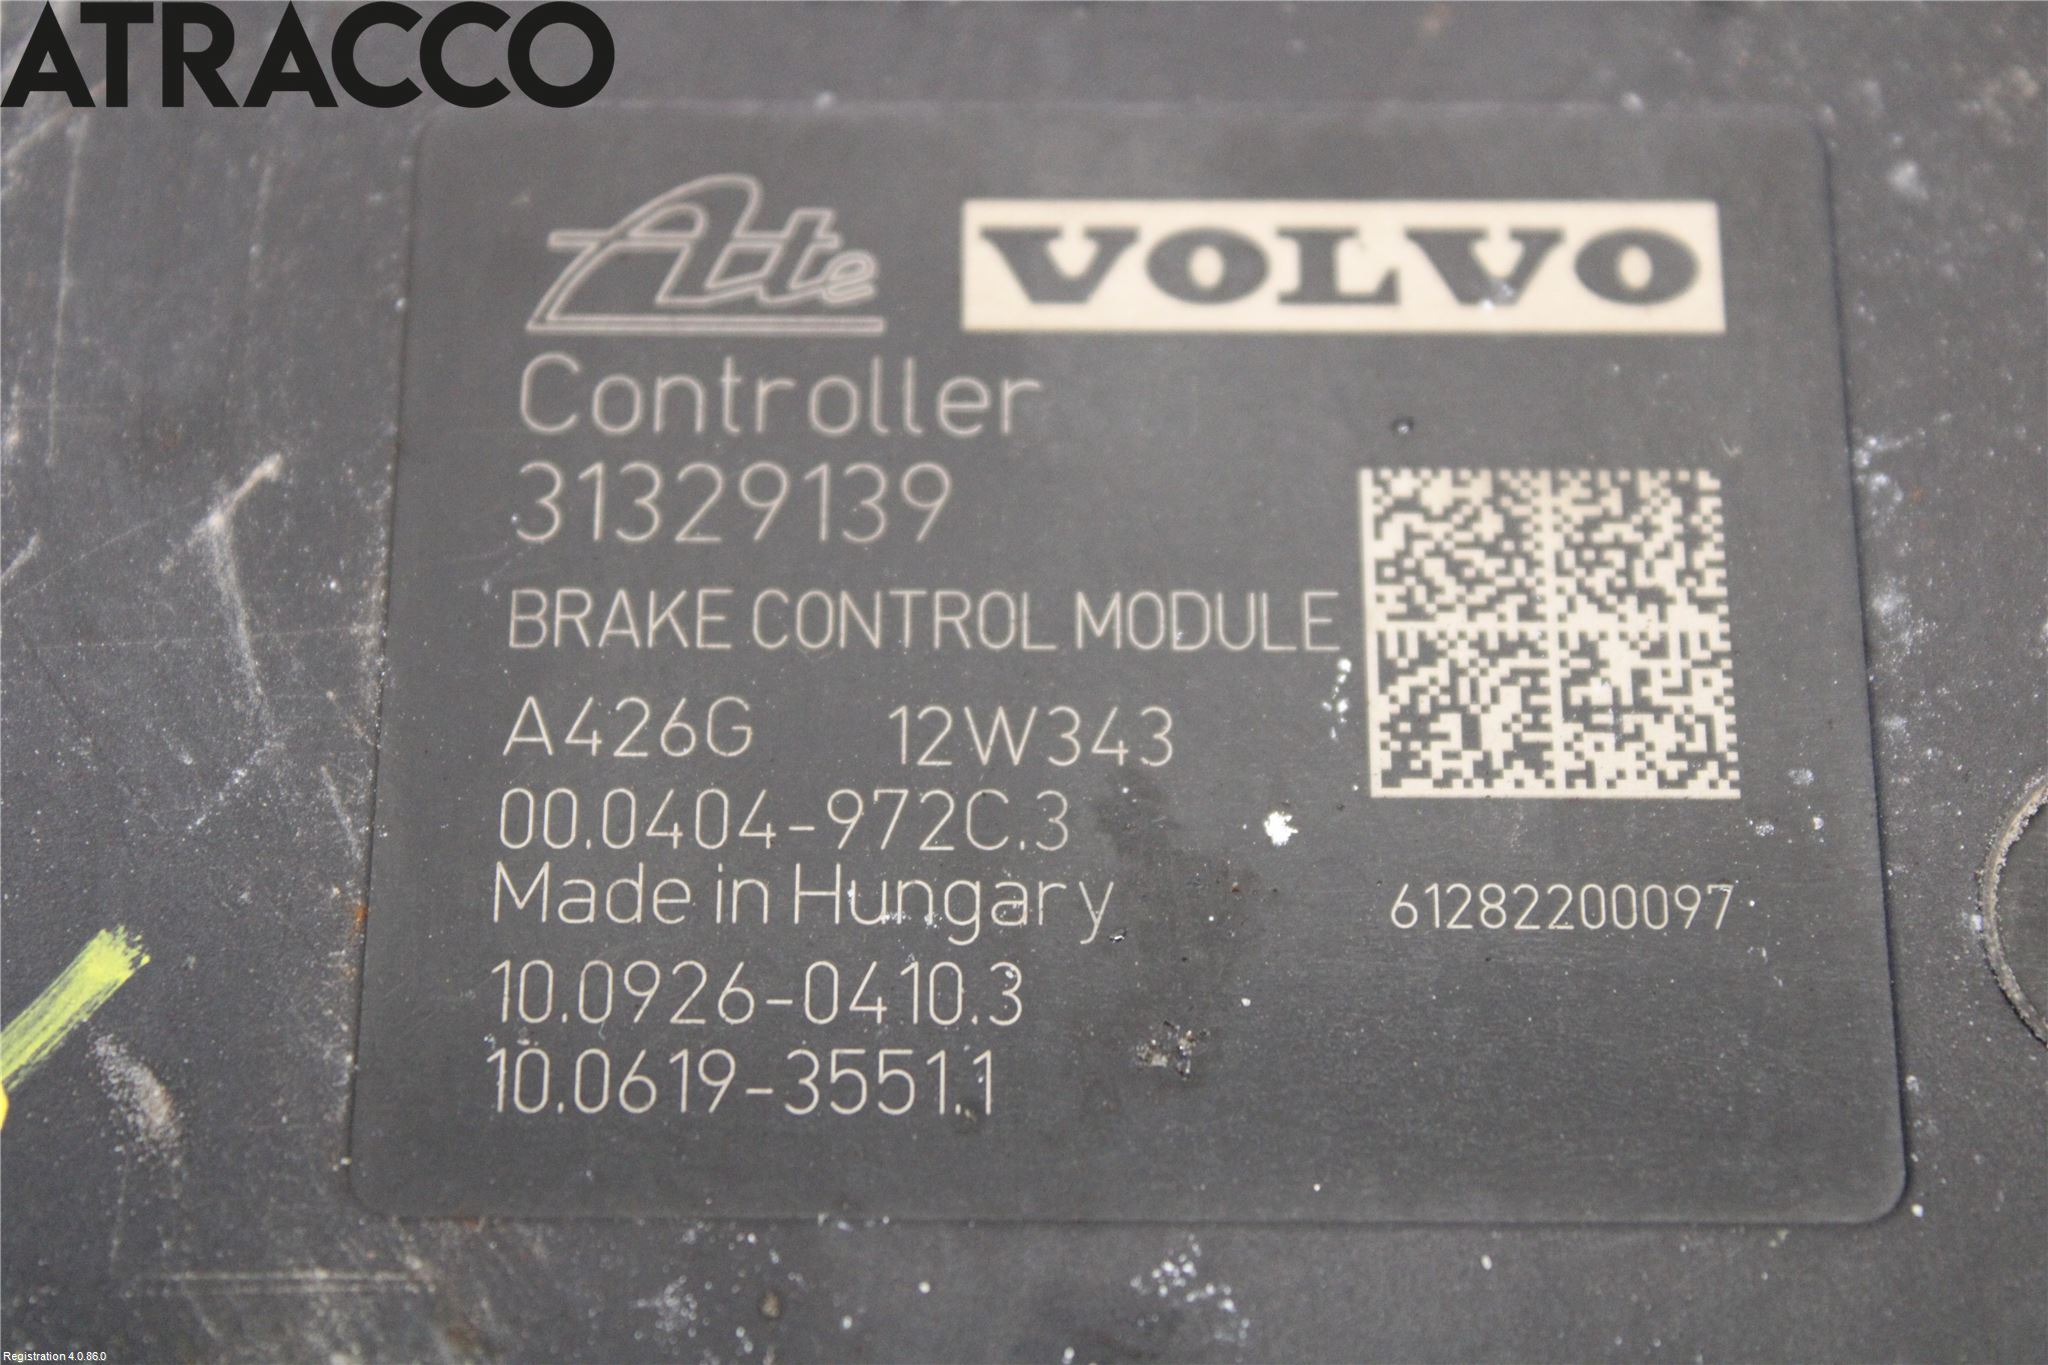 ATRACCO
Ate VOLVO
Controller
31329139
BRAKE CONTROL MODULE
A426G 12W343
00.0404-972C.3
Made in Hungary
61282200097
10.0926-0410.3
10.0619-3551.1
Registration 4.0.86.0